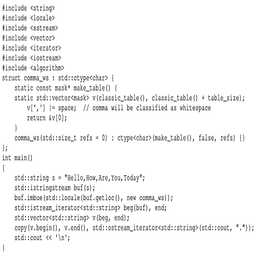 #include <string>
#include <locale>
#include <sstream>
#include <vector>
#include <iterator>
#include <iostream>
#include <algorithm>
struct comma_ws : std::ctype<char> {
    static const mask* make_table() {
    static std::vector<mask> v(classic_table(), classic_table() + table_size);
        v[','] |= space;  // comma will be classified as whitespace
        return &v[0];
    }
    comma_ws(std::size_t refs = 0) : ctype<char>(make_table(), false, refs) {}
};
int main()
{
    std::string s = "Hello,How,Are,You,Today";
    std::istringstream buf(s);
    buf.imbue(std::locale(buf.getloc(), new comma_ws));
    std::istream_iterator<std::string> beg(buf), end;
    std::vector<std::string> v(beg, end);
    copy(v.begin(), v.end(), std::ostream_iterator<std::string>(std::cout, "."));
    std::cout << '\n';
}